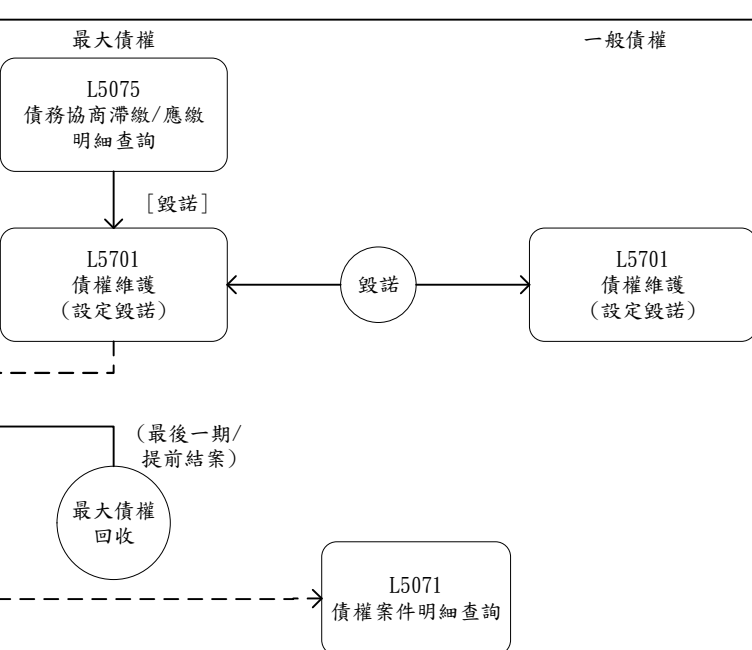 最大債權
一般債權
L5075
債務協商滯繳/應繳
明細查詢
[毀諾]
L5701
債權維護
(設定毀諾)
毀諾
L5701
債權維護
(設定毀諾)
(最後一期/
提前結案)
最大債權
回收
L5071
債權案件明細查詢